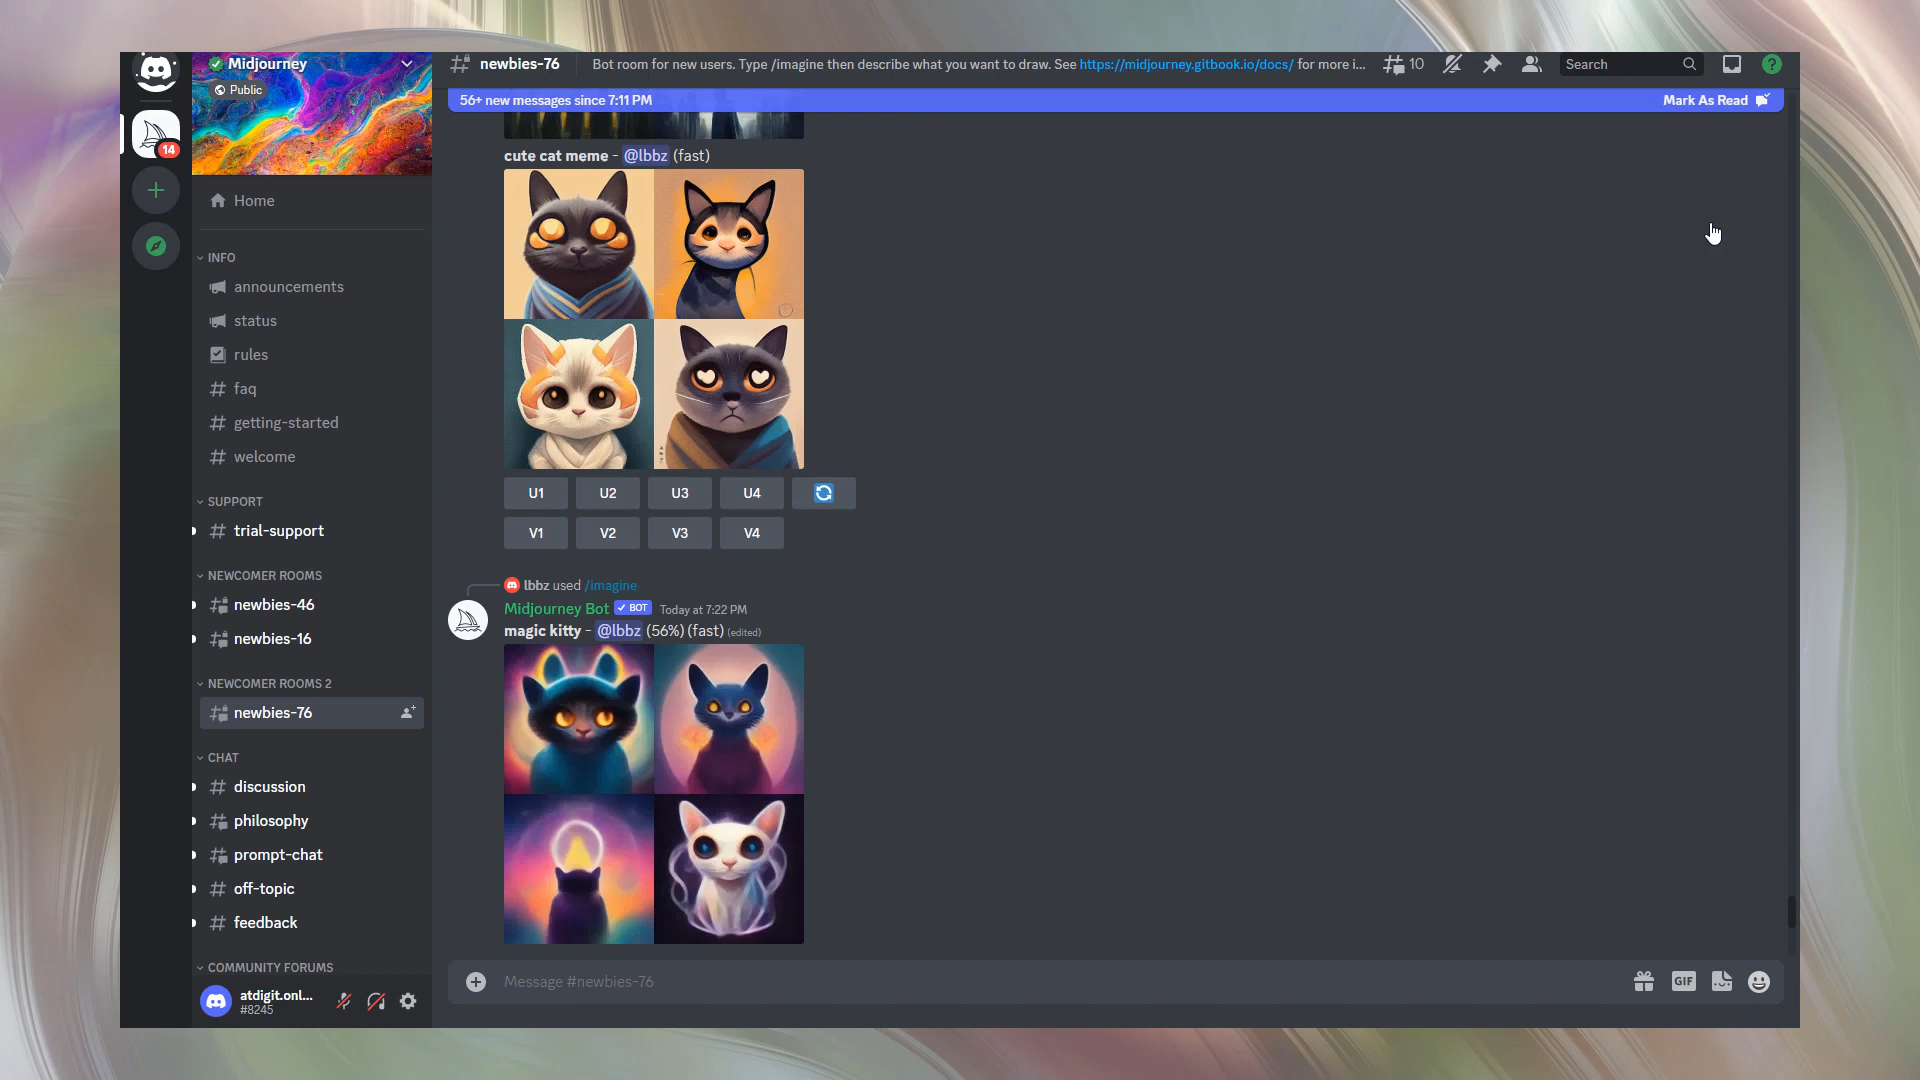 Midjourney
Public
14
Home
INFO
announcements
status
rules
faq
getting-started
welcome
SUPPORT
trial-support
NEWCOMER ROOMS
newbies-46
newbies-16
NEWCOMER ROOMS 2
newbies-76
CHAT
discussion
philosophy
prompt-chat
off-topic
feedback
COMMUNITY FORUMS
atdigit.onl...
#8245
newbies-76
Bot room for new users. Type /imagine then describe what you want to draw. See https://midjourney.gitbook.io/docs/ for more i...
10
Search
56+ new messages since 7:11 PM
Mark As Read
cute cat meme - @lbbz (fast)
U1 U2 U3 U4
V1 V2 V3 V4
lbbz used /imagine
Midjourney Bot BOT Today at 7:22 PM
magic kitty - @lbbz (56%) (fast) (edited)
Message #newbies-76
GIF